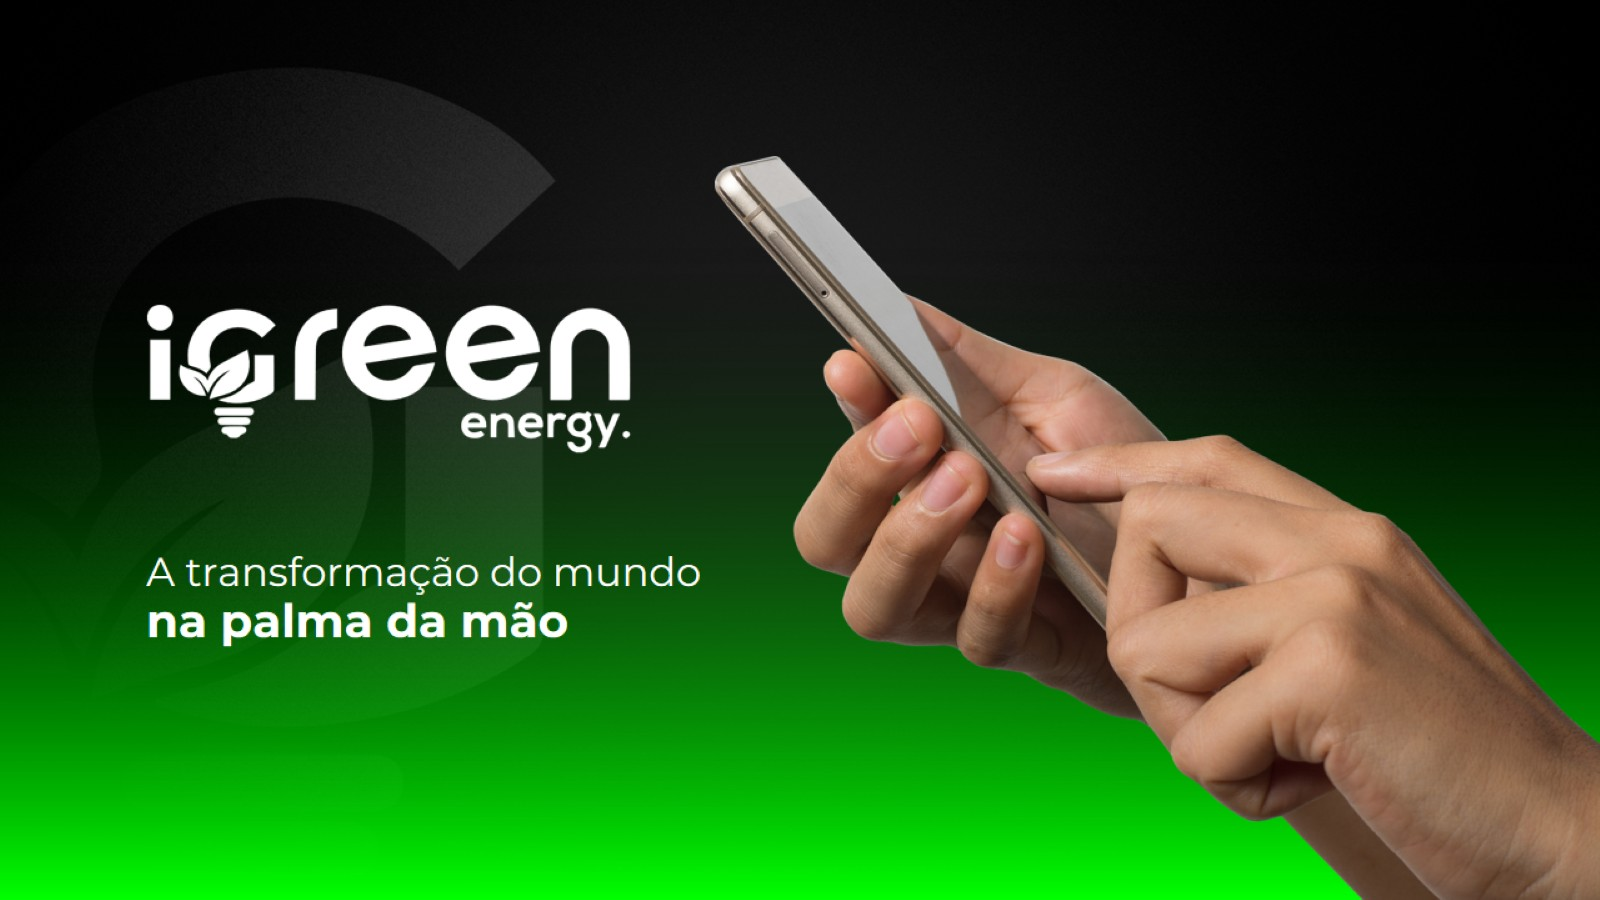 iGreen
energy.
A transformação do mundo
na palma da mão